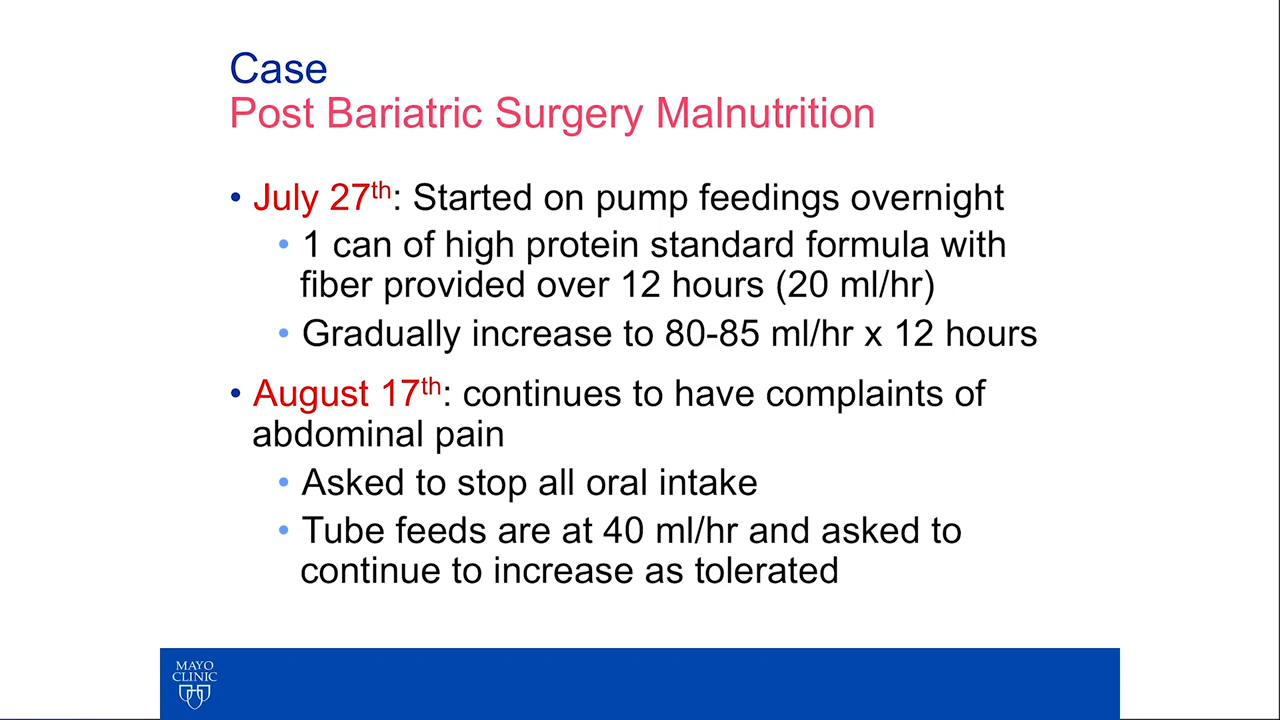 Case
Post Bariatric Surgery Malnutrition
• July 27th: Started on pump feedings overnight
• 1 can of high protein standard formula with
fiber provided over 12 hours (20 ml/hr)
• Gradually increase to 80-85 ml/hr x 12 hours
• August 17th: continues to have complaints of
abdominal pain
• Asked to stop all oral intake
• Tube feeds are at 40 ml/hr and asked to
continue to increase as tolerated
MAYO
CLINIC